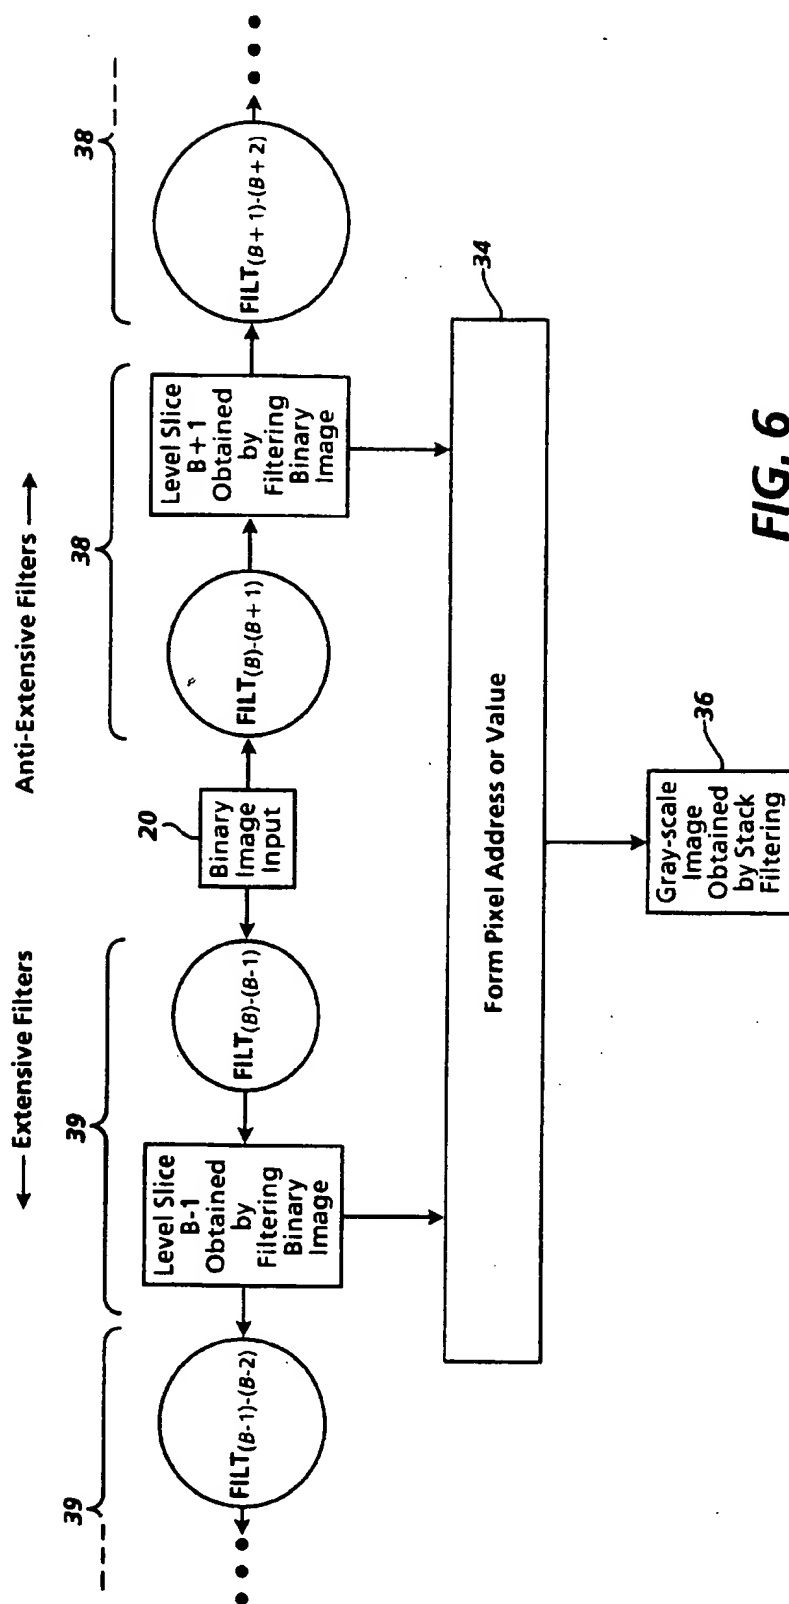 ← Extensive Filters
Anti-Extensive Filters →
39
39
38
38
FILT(B-1)-(B-2)
Level Slice
B-1
Obtained
by
Filtering
Binary
Image
FILT(B)-(B-1)
20
Binary
Image
Input
FILT(B)-(B+1)
Level Slice
B+1
Obtained
by
Filtering
Binary
Image
FILT(B+1)-(B+2)
34
Form Pixel Address or Value
36
Gray-scale
Image
Obtained
by Stack
Filtering
FIG. 6